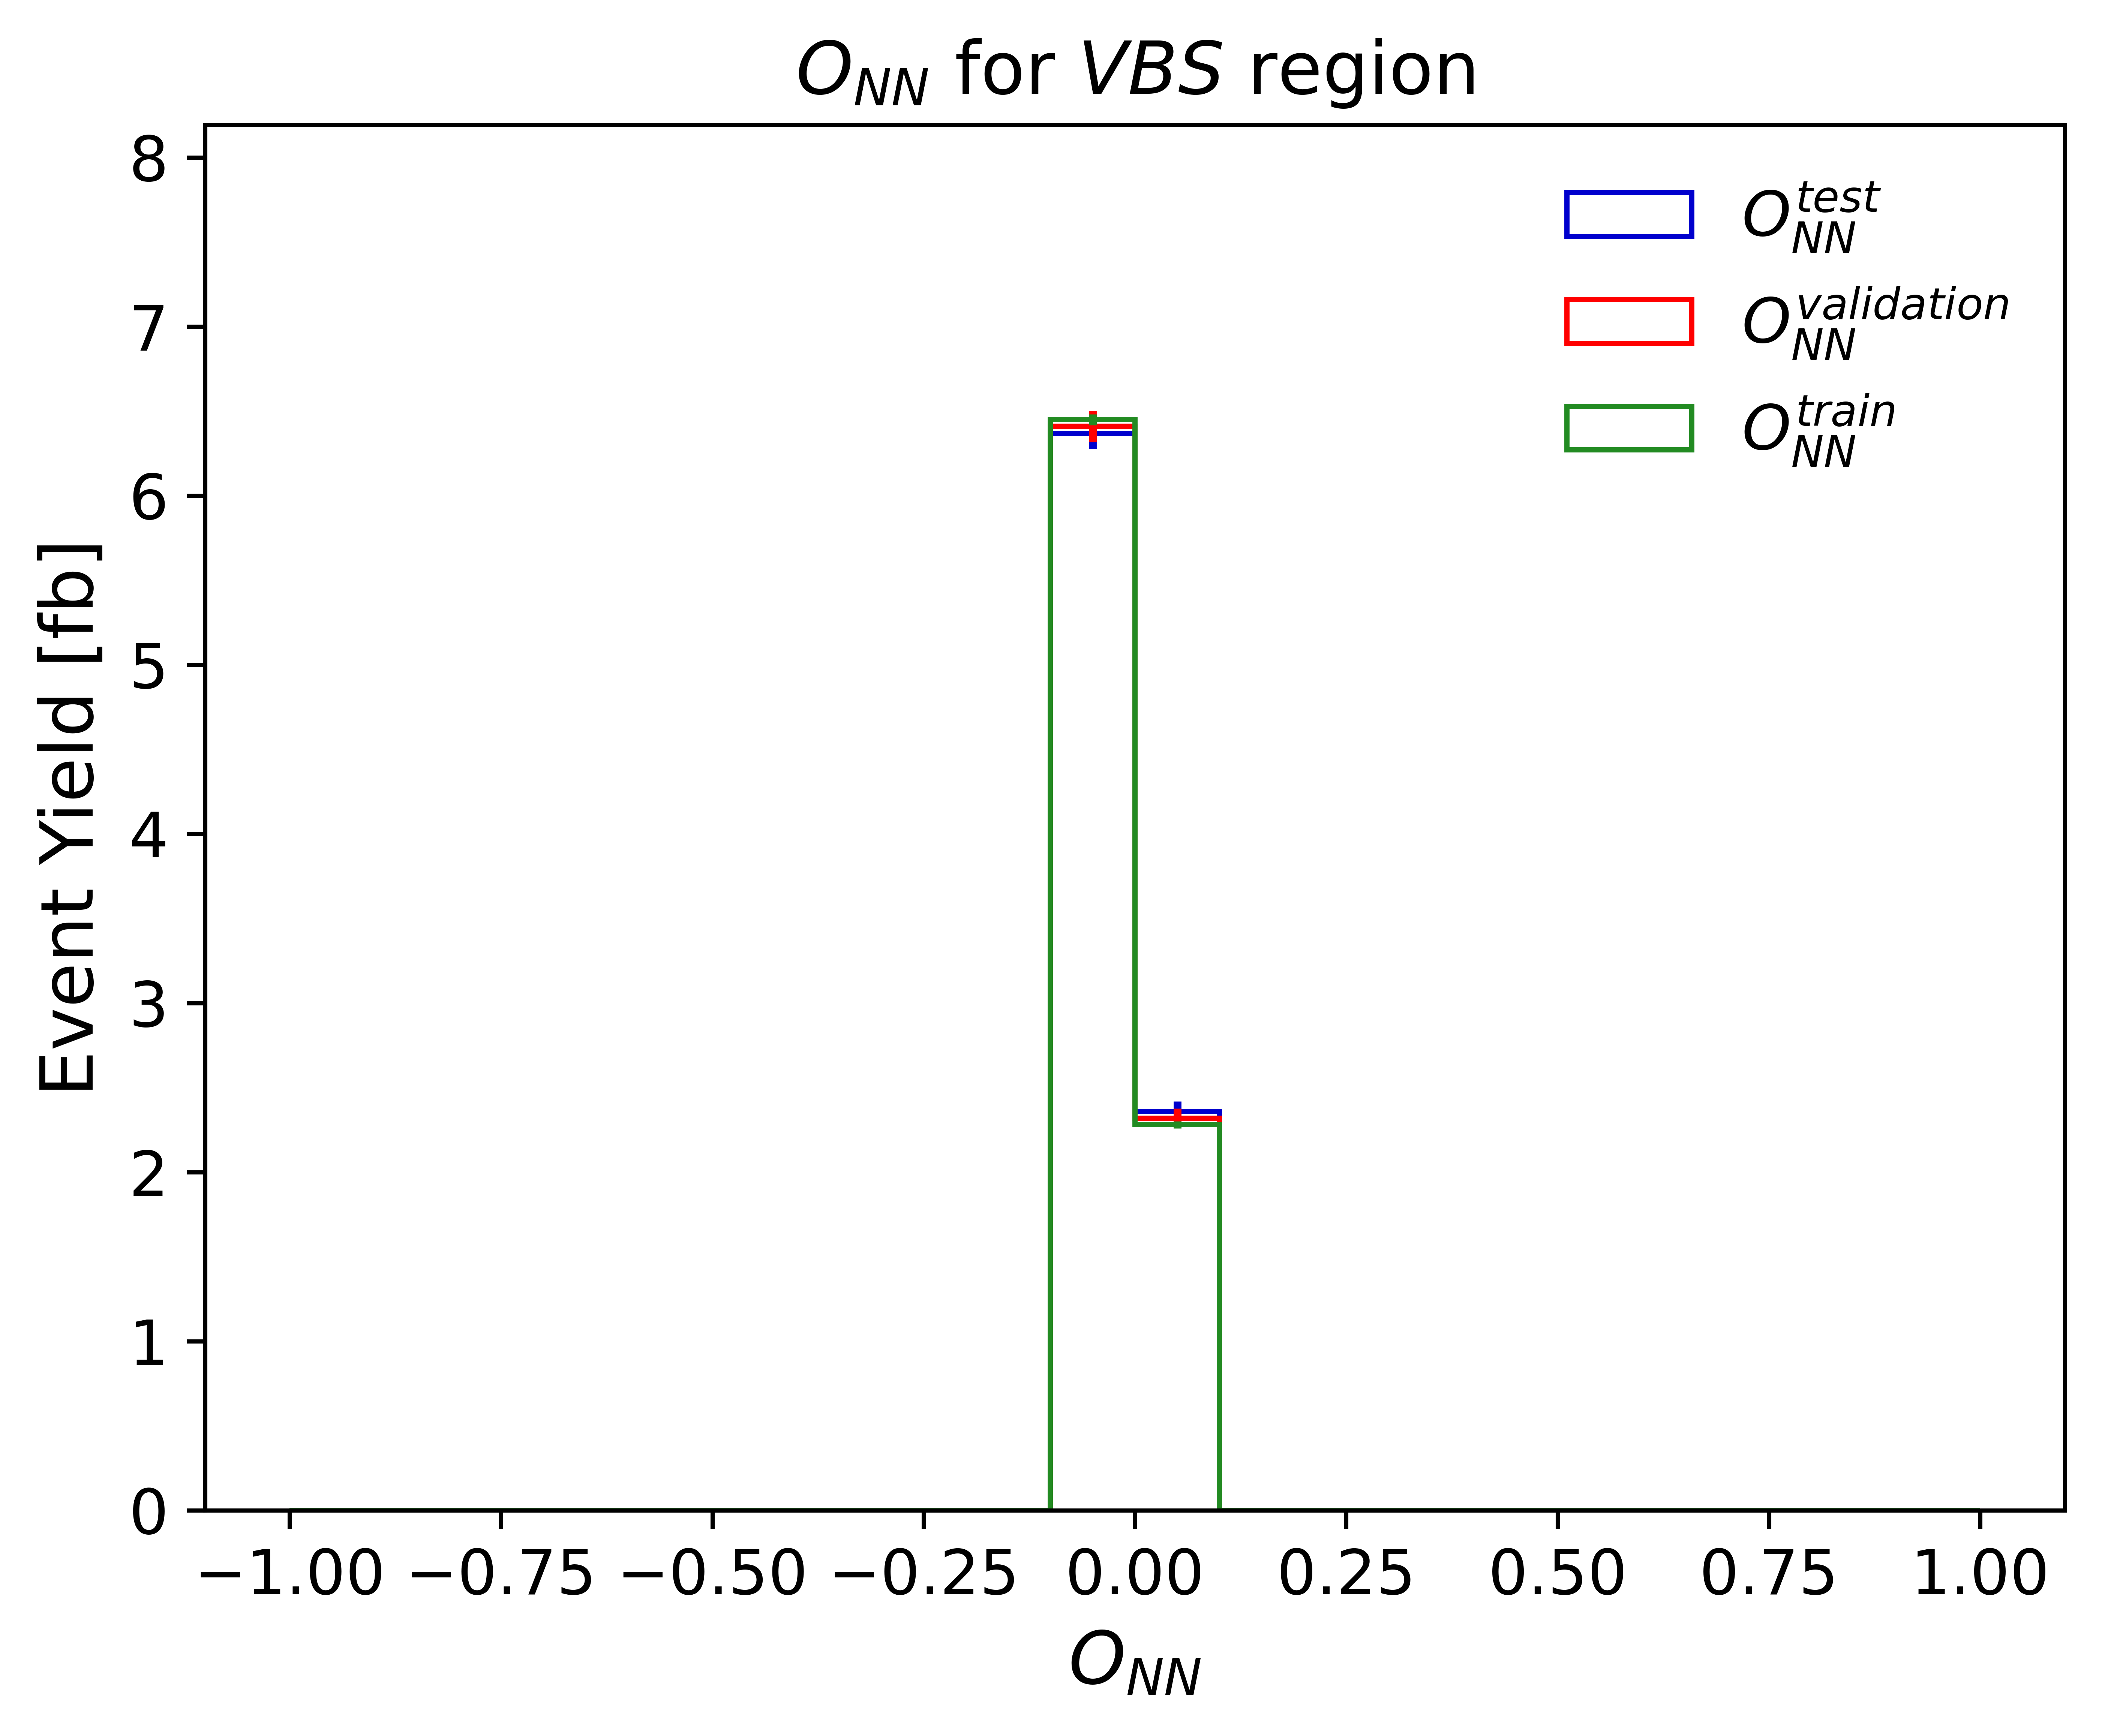 O_NN for VBS region
8
7
6
5
4
3
2
1
0
Event Yield [fb]
O_NN^test
O_NN^validation
O_NN^train
−1.00 −0.75 −0.50 −0.25 0.00 0.25 0.50 0.75 1.00
O_NN